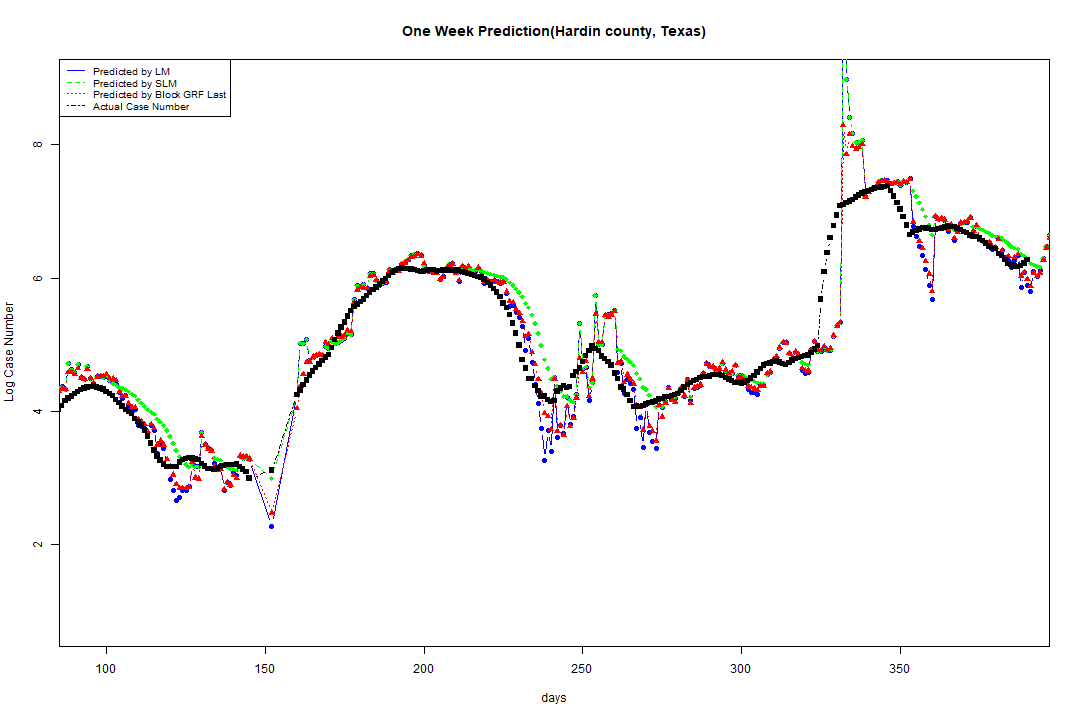 One Week Prediction(Hardin county, Texas)
Predicted by LM
Predicted by SLM
Predicted by Block GRF Last
Actual Case Number
8
6
4
2
Log Case Number
100 150 200 250 300 350
days